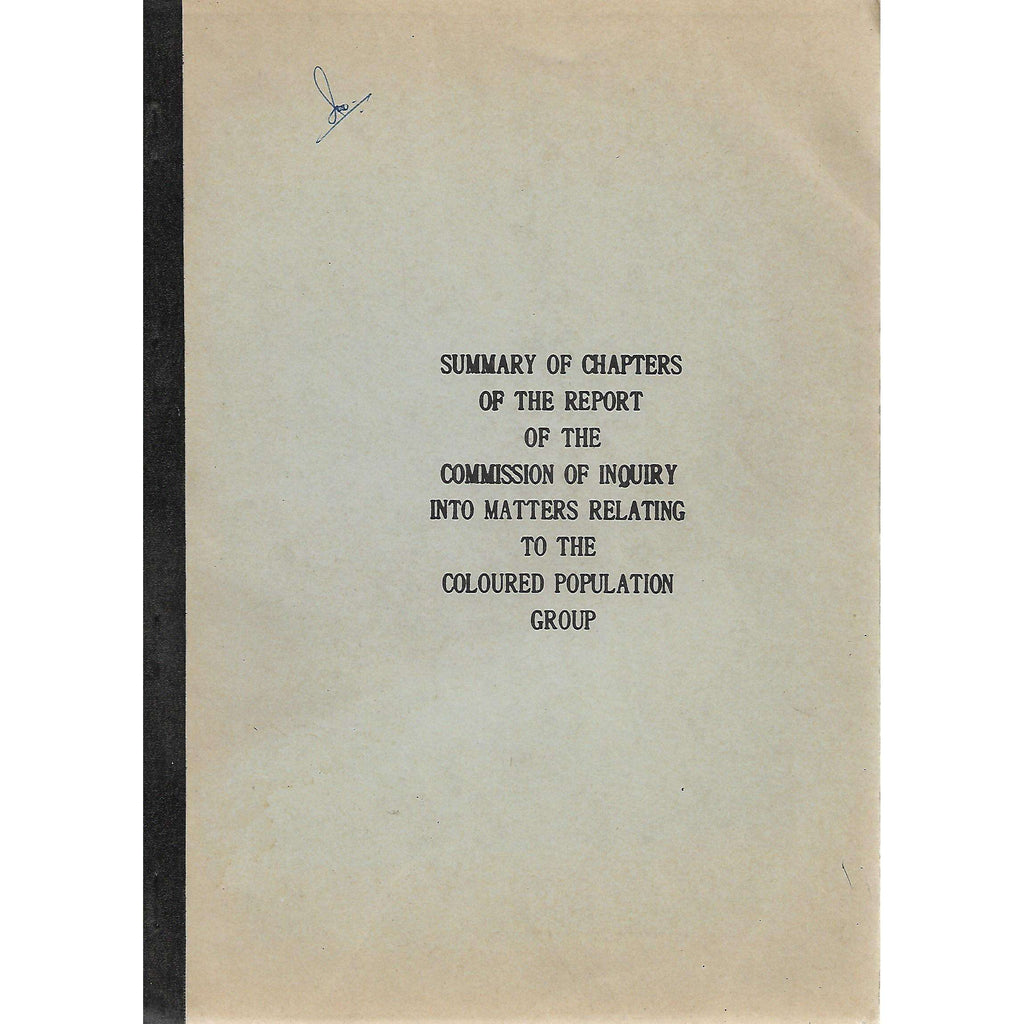 SUMMARY OF CHAPTERS
OF THE REPORT
OF THE
COMMISSION OF INQUIRY
INTO MATTERS RELATING
TO THE
COLOURED POPULATION
GROUP